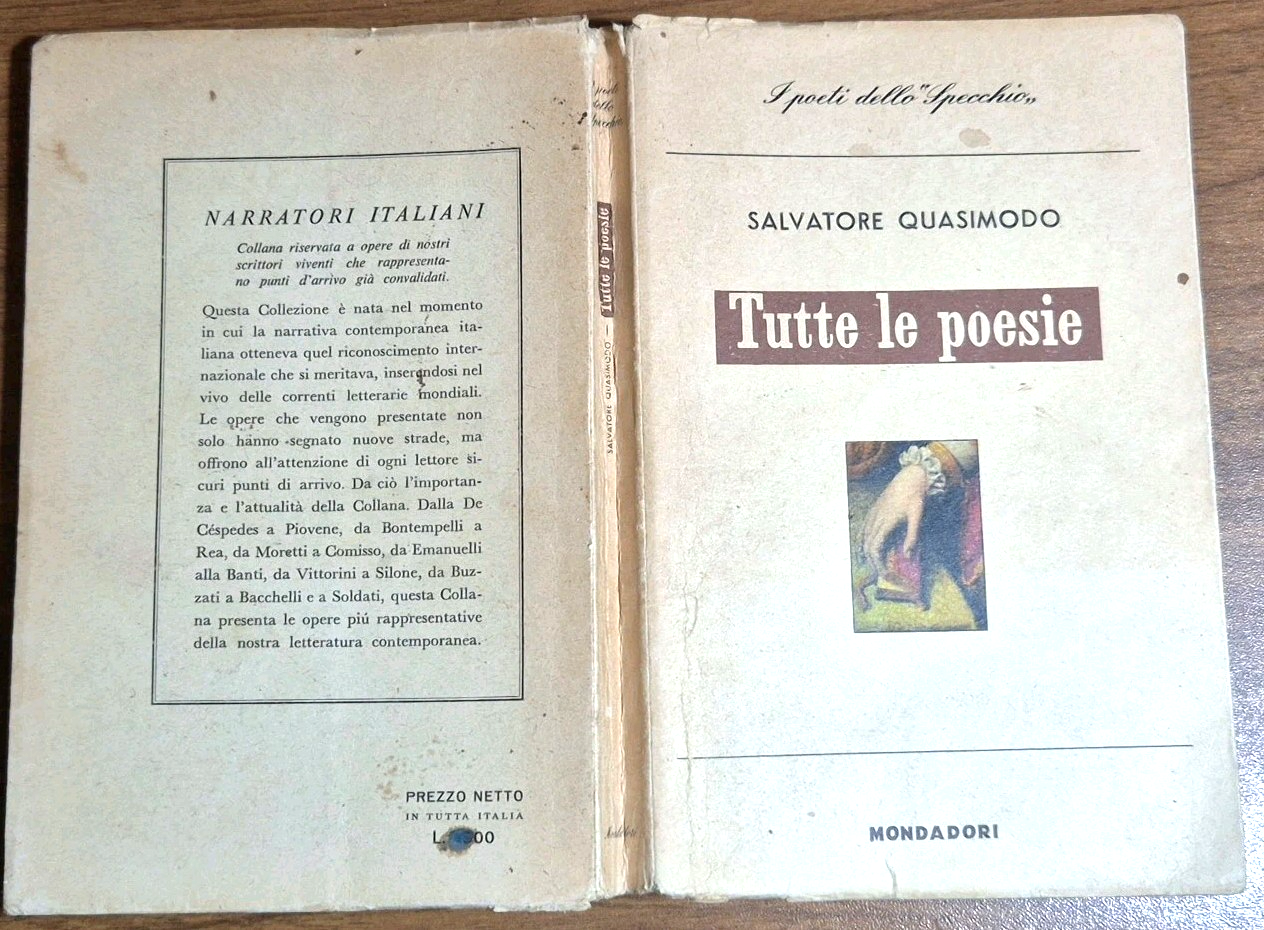 NARRATORI ITALIANI
Collana riservata a opere di nostri
scrittori viventi che rappresenta-
no punti d'arrivo già convalidati.
Questa Collezione è nata nel momento
in cui la narrativa contemporanea ita-
liana otteneva quel riconoscimento inter-
nazionale che si meritava, inserendosi nel
vivo delle correnti letterarie mondiali.
Le opere che vengono presentate non
solo hanno segnato nuove strade, ma
offrono all'attenzione di ogni lettore si-
curi punti di arrivo. Da ciò l'importan-
za e l'attualità della Collana. Dalla De
Céspedes a Piovene, da Bontempelli a
Rea, da Moretti a Comisso, da Emanuelli
alla Banti, da Vittorini a Silone, da Buz-
zati a Bacchelli e a Soldati, questa Colla-
na presenta le opere piú rappresentative
della nostra letteratura contemporanea.
PREZZO NETTO
IN TUTTA ITALIA
L.
dello
SALVATORE QUASIMODO — Tutte le poesie
I poeti dello "Specchio„
SALVATORE QUASIMODO
Tutte le poesie
MONDADORI